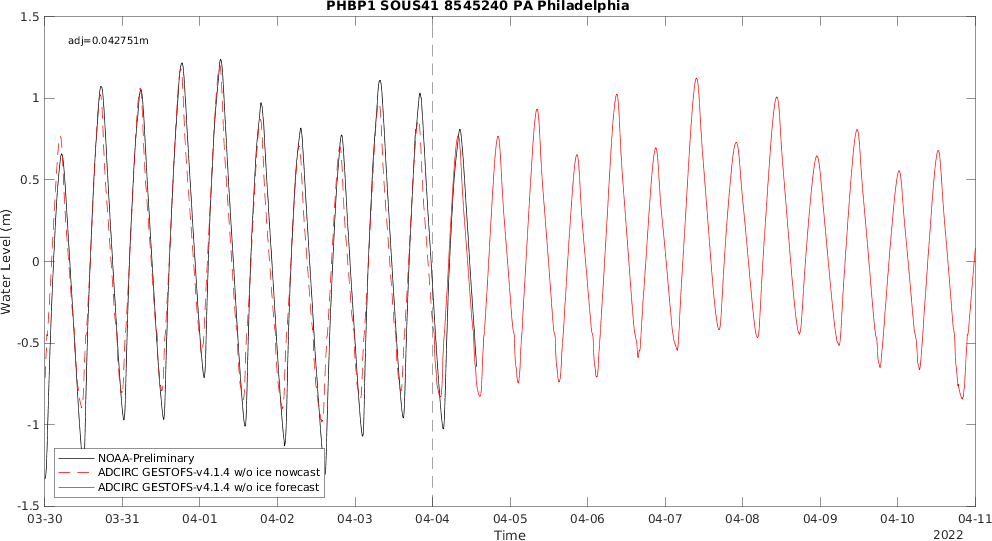 PHBP1 SOUS41 8545240 PA Philadelphia
adj=0.042751m
1.5
1
0.5
0
-0.5
-1
-1.5
Water Level (m)
NOAA-Preliminary
ADCIRC GESTOFS-v4.1.4 w/o ice nowcast
ADCIRC GESTOFS-v4.1.4 w/o ice forecast
03-30 03-31 04-01 04-02 04-03 04-04 04-05 04-06 04-07 04-08 04-09 04-10 04-11
Time
2022